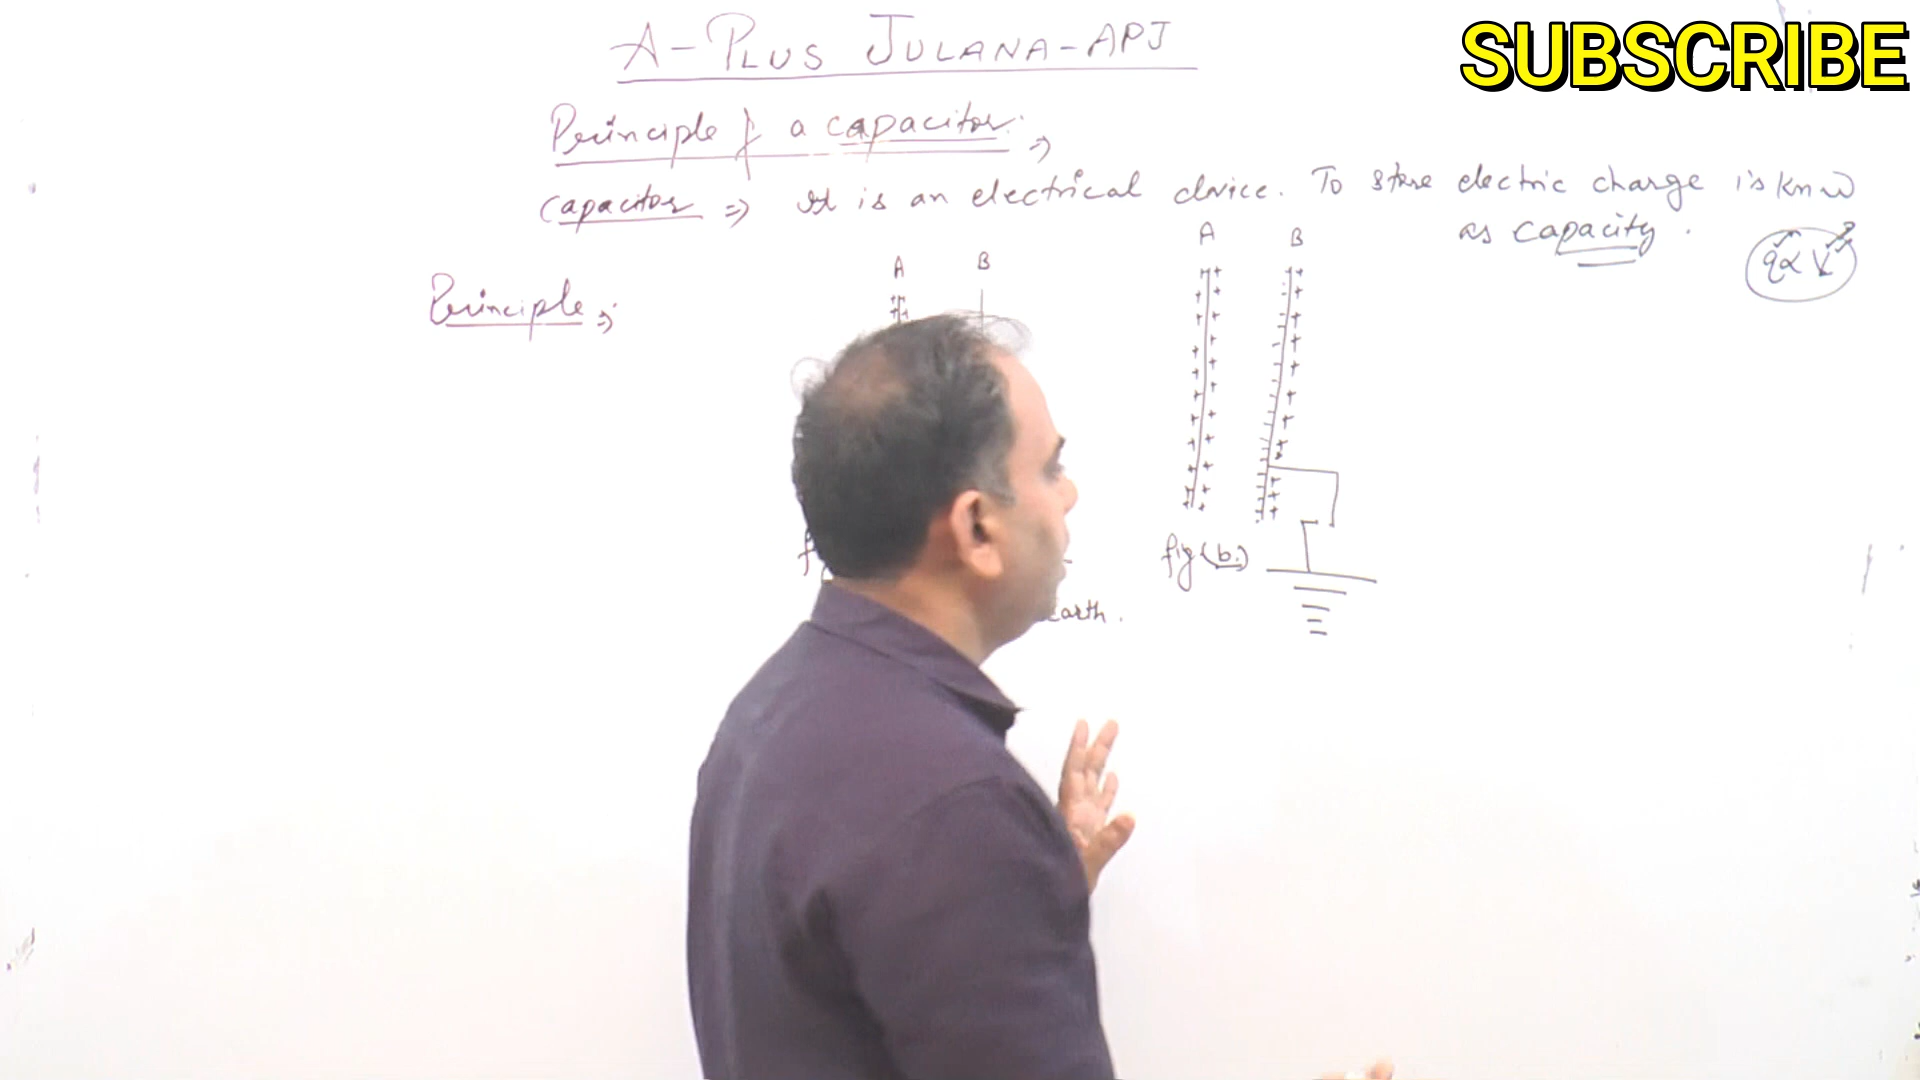 A-PLUS JULANA-APJ
SUBSCRIBE
Principle of a capacitor. ⇒
capacitor ⇒ It is an electrical device. To store electric charge is know
as capacity.
q∝V
A B
A B
Principle ⇒
fig (b.)
Earth.